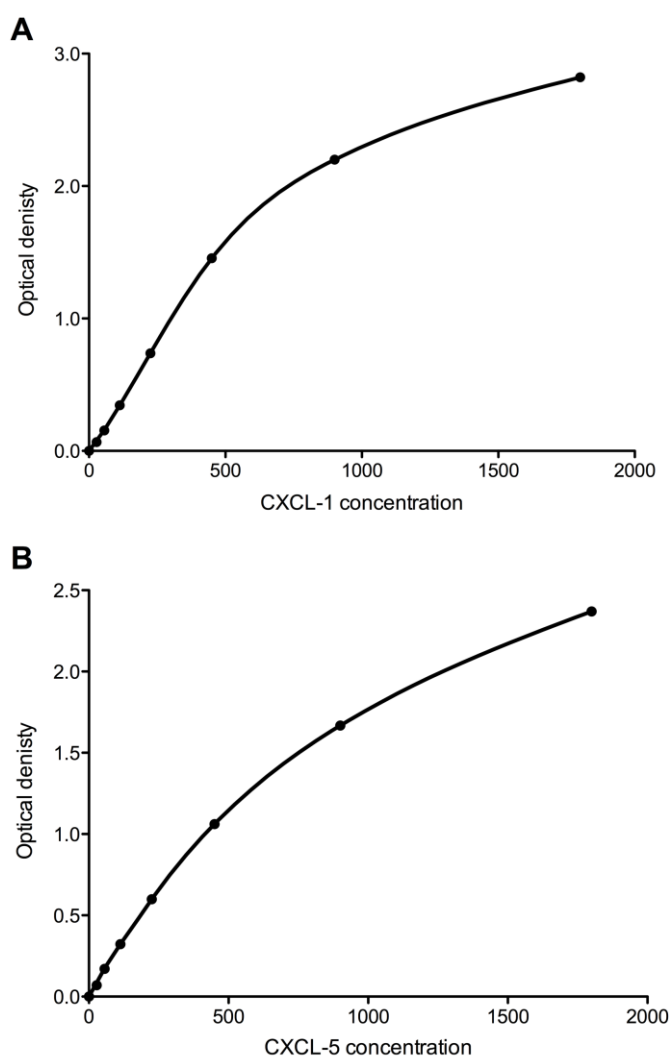 A
3.0
2.0
1.0
0.0
Optical denisty
0 500 1000 1500 2000
CXCL-1 concentration
B
2.5
2.0
1.5
1.0
0.5
0.0
Optical denisty
0 500 1000 1500 2000
CXCL-5 concentration